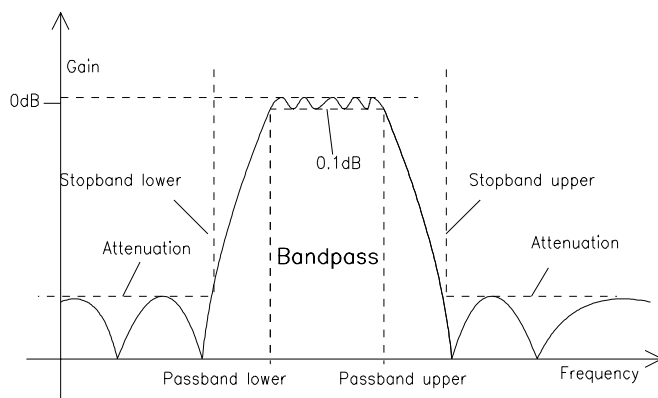 Gain
0dB
0.1dB
Stopband lower
Stopband upper
Attenuation
Attenuation
Bandpass
Frequency
Passband lower
Passband upper